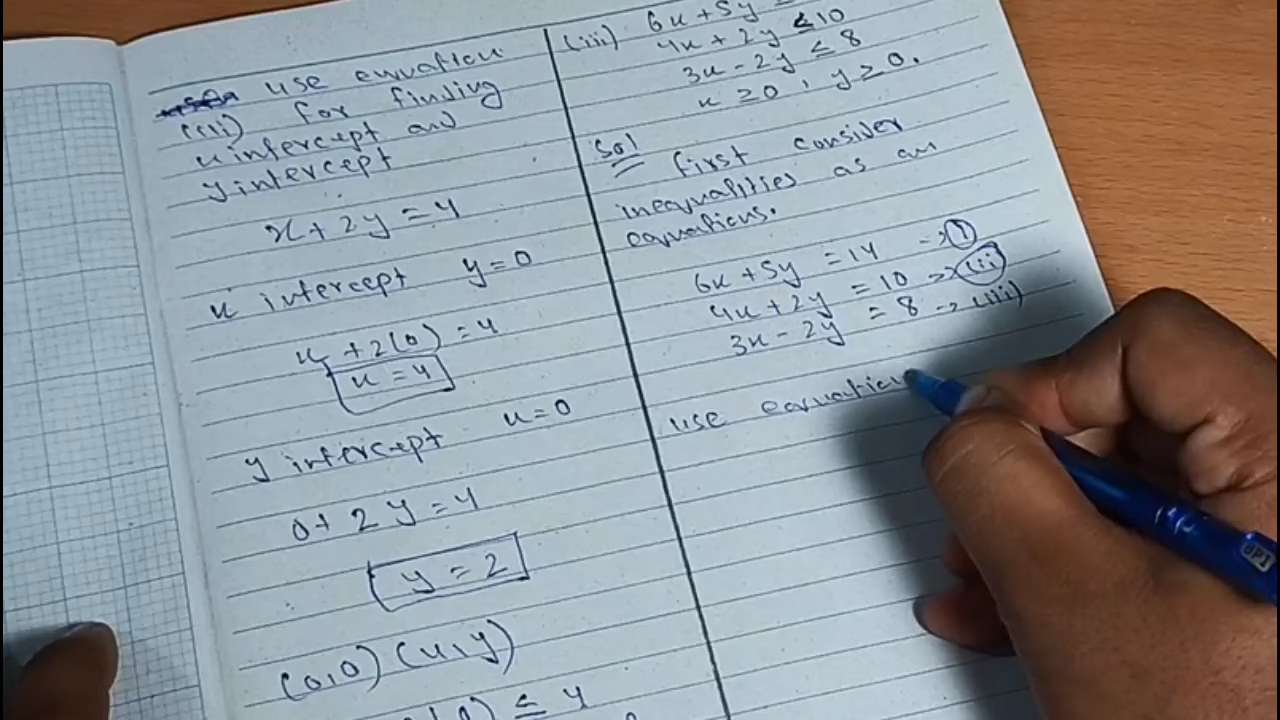 use equation
(iii) for finding
x intercept and
y intercept
x + 2y = 4
x intercept y = 0
x + 2(0) = 4
x = 4
y intercept x = 0
0 + 2y = 4
y = 2
(0,0) (x,y)
≤ 4
(iii) 6x + 5y
4x + 2y ≤ 10
3x - 2y ≤ 8
x ≥ 0, y ≥ 0.
Sol
First consider
inequalities as an
equations.
6x + 5y = 14 → (i)
4x + 2y = 10 → (ii)
3x - 2y = 8 → (iii)
use equation